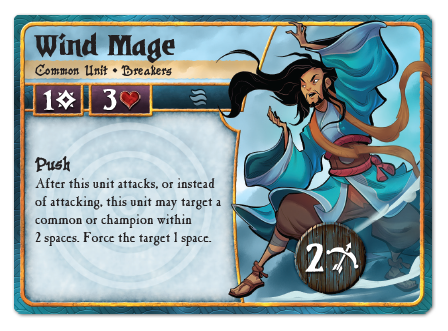 Wind Mage
Common Unit • Breakers
1 3
Push
After this unit attacks, or instead
of attacking, this unit may target a
common or champion within
2 spaces. Force the target 1 space.
2